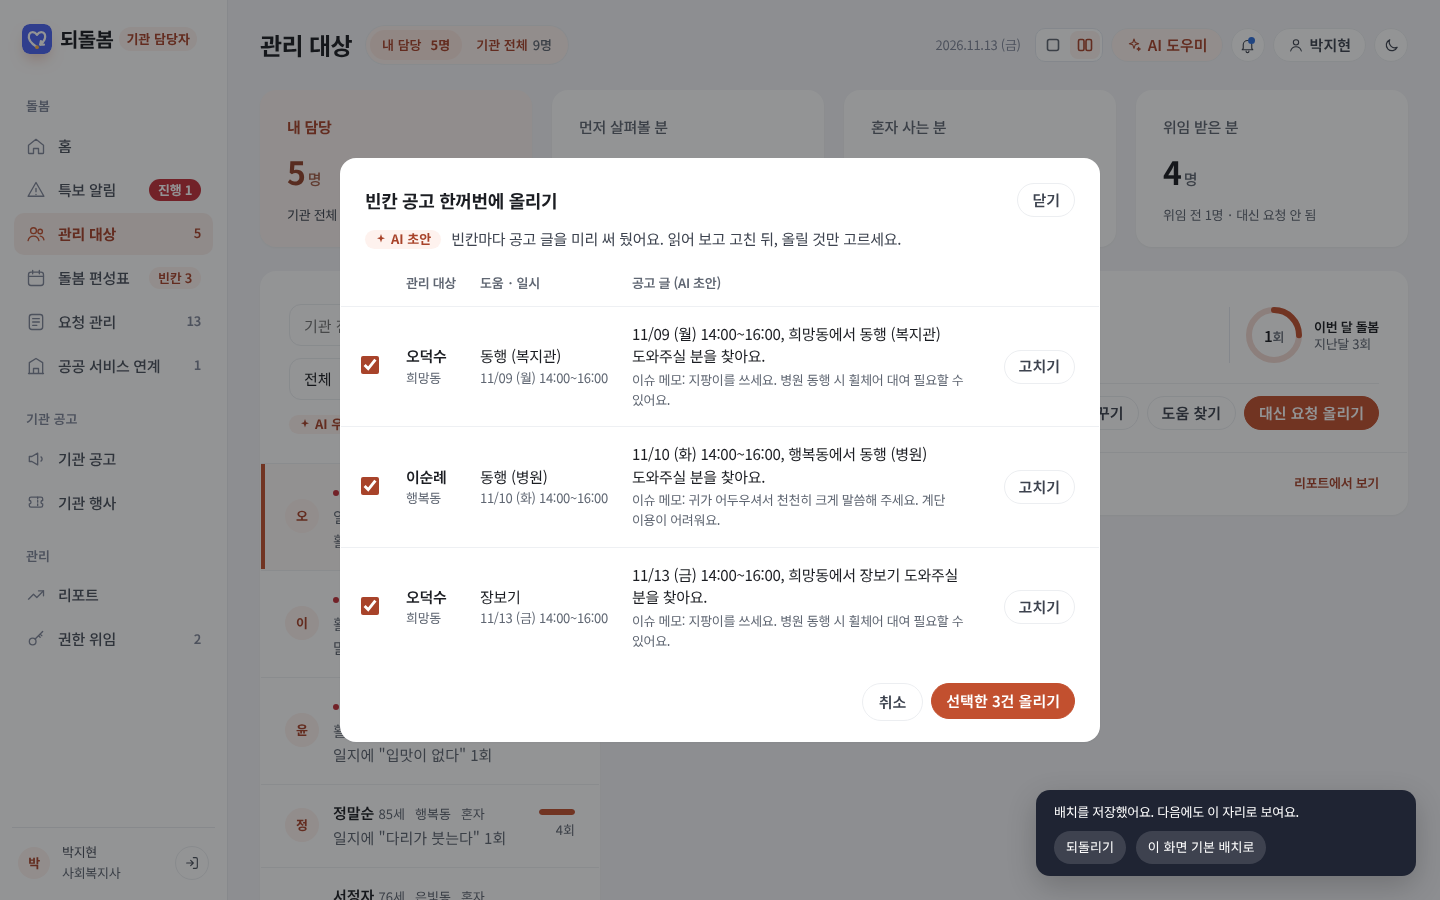 되돌봄 기관 담당자
돌봄
홈
특보 알림 진행 1
관리 대상 5
돌봄 편성표 빈칸 3
요청 관리 13
공공 서비스 연계 1
기관 공고
기관 공고
기관 행사
관리
리포트
권한 위임 2
박 박지현
사회복지사
관리 대상 내 담당 5명 기관 전체 9명
2026.11.13 (금) AI 도우미 박지현
내 담당
5명
기관 전체
먼저 살펴볼 분
혼자 사는 분
위임 받은 분
4명
위임 전 1명 · 대신 요청 안 됨
빈칸 공고 한꺼번에 올리기 닫기
AI 초안 빈칸마다 공고 글을 미리 써 뒀어요. 읽어 보고 고친 뒤, 올릴 것만 고르세요.
관리 대상 도움 · 일시 공고 글 (AI 초안)
오덕수
희망동
동행 (복지관)
11/09 (월) 14:00~16:00
11/09 (월) 14:00~16:00, 희망동에서 동행 (복지관)
도와주실 분을 찾아요.
이슈 메모: 지팡이를 쓰세요. 병원 동행 시 휠체어 대여 필요할 수
있어요.
고치기
이순례
행복동
동행 (병원)
11/10 (화) 14:00~16:00
11/10 (화) 14:00~16:00, 행복동에서 동행 (병원)
도와주실 분을 찾아요.
이슈 메모: 귀가 어두우셔서 천천히 크게 말씀해 주세요. 계단
이용이 어려워요.
고치기
오덕수
희망동
장보기
11/13 (금) 14:00~16:00
11/13 (금) 14:00~16:00, 희망동에서 장보기 도와주실
분을 찾아요.
이슈 메모: 지팡이를 쓰세요. 병원 동행 시 휠체어 대여 필요할 수
있어요.
고치기
취소 선택한 3건 올리기
기관
전체
AI
오
이
윤
일지에 "입맛이 없다" 1회
정 정말순 85세 행복동 혼자
일지에 "다리가 붓는다" 1회
4회
서정자 76세 은빛동 혼자
1회
이번 달 돌봄
지난달 3회
꾸기 도움 찾기 대신 요청 올리기
리포트에서 보기
배치를 저장했어요. 다음에도 이 자리로 보여요.
되돌리기 이 화면 기본 배치로